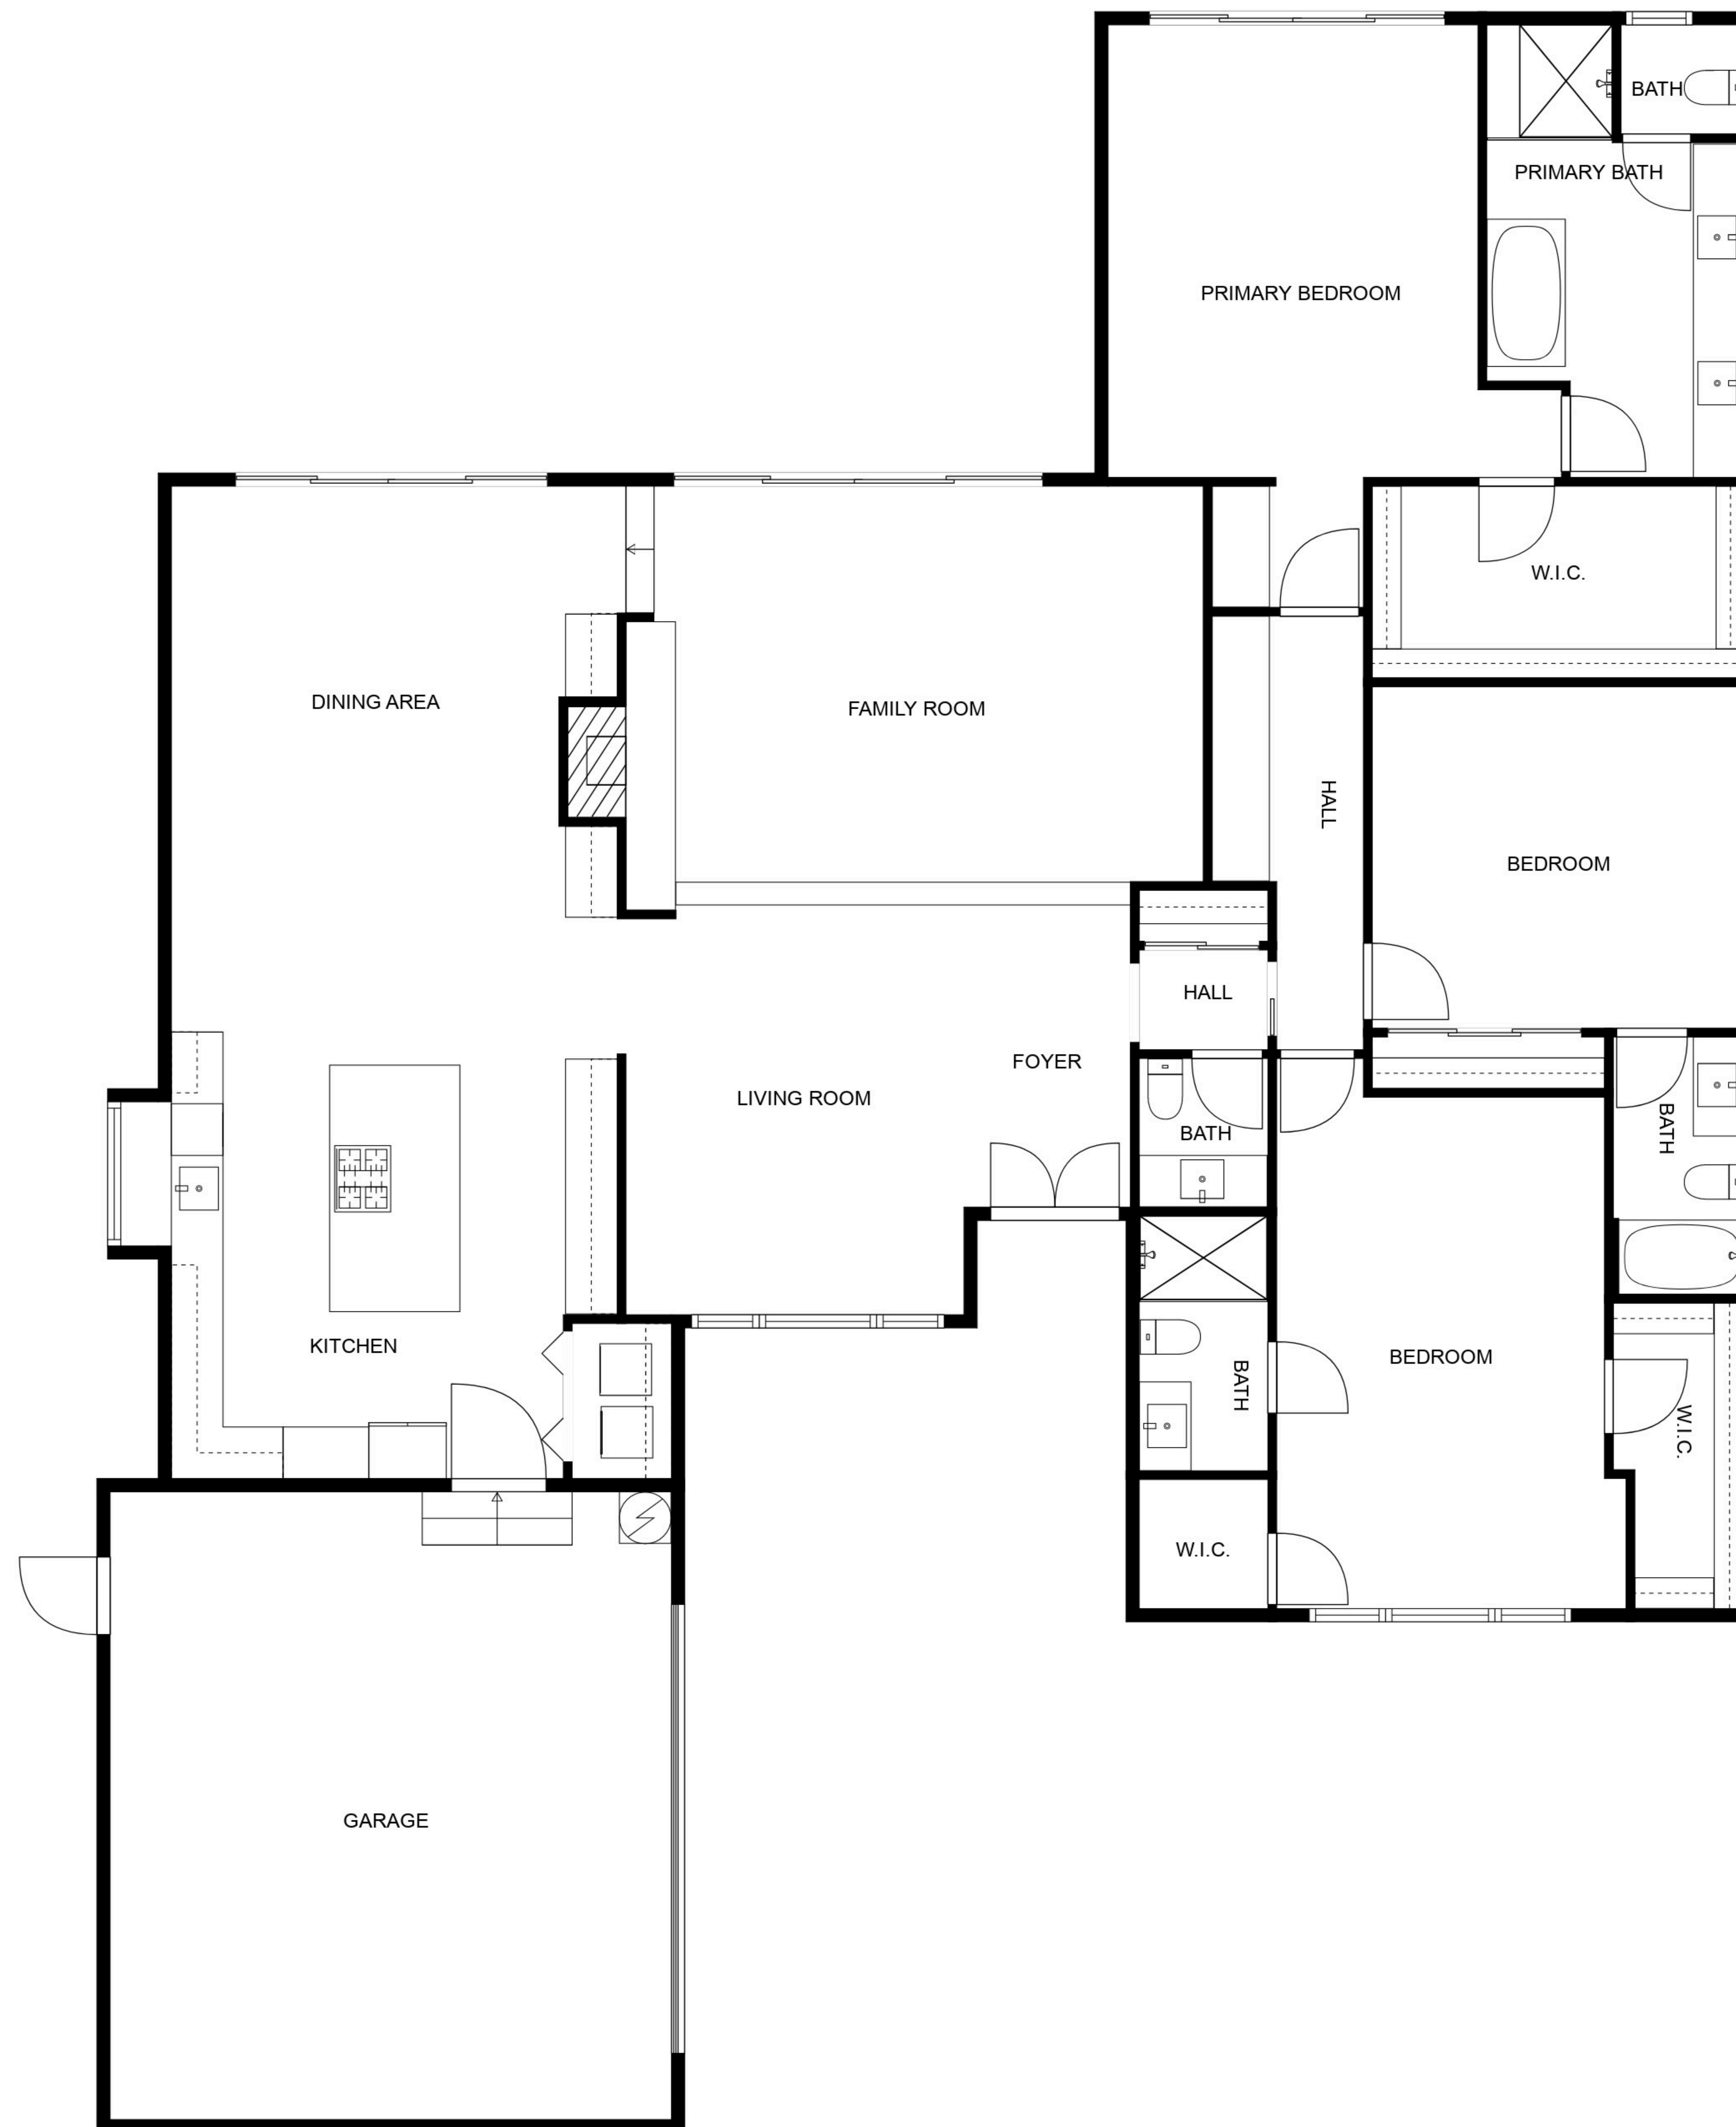 BATH
PRIMARY BATH
PRIMARY BEDROOM
W.I.C.
DINING AREA
FAMILY ROOM
HALL
BEDROOM
HALL
FOYER
LIVING ROOM
BATH
BATH
KITCHEN
BEDROOM
BATH
W.I.C.
W.I.C.
GARAGE